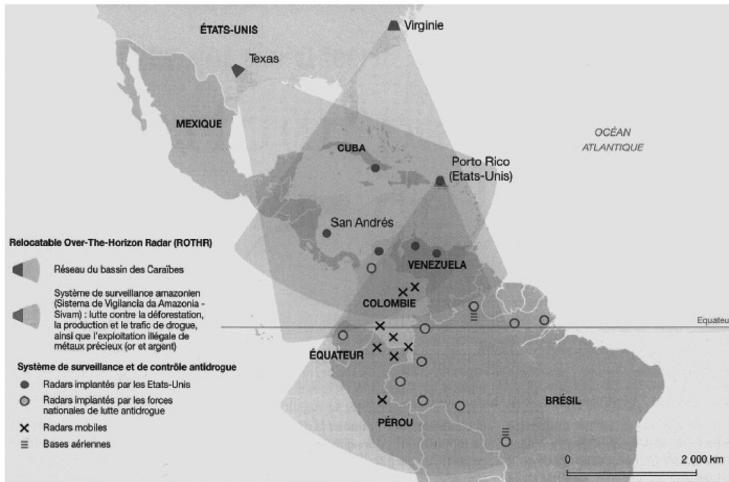 ÉTATS-UNIS
Virginie
Texas
MEXIQUE
OCÉAN
ATLANTIQUE
CUBA
Porto Rico
(Etats-Unis)
San Andrés
Relocatable Over-The-Horizon Radar (ROTHR)
Réseau du bassin des Caraïbes
VENEZUELA
Système de surveillance amazonien
(Sistema de Vigilancia da Amazonia -
Sivam) : lutte contre la déforestation,
la production et le trafic de drogue,
ainsi que l'exploitation illégale de
métaux précieux (or et argent)
COLOMBIE
Equateur
ÉQUATEUR
Système de surveillance et de contrôle antidrogue
Radars implantés par les Etats-Unis
Radars implantés par les forces
nationales de lutte antidrogue
Radars mobiles
Bases aériennes
BRÉSIL
PÉROU
0 2 000 km